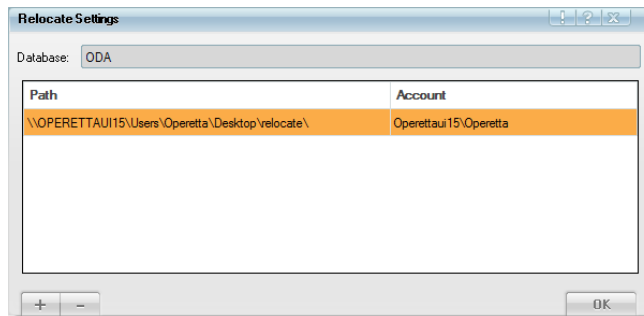 Relocate Settings ! ? X
Database: ODA
Path Account
\\OPERETTAUI15\Users\Operetta\Desktop\relocate\ Operettaui15\Operetta
+ - OK